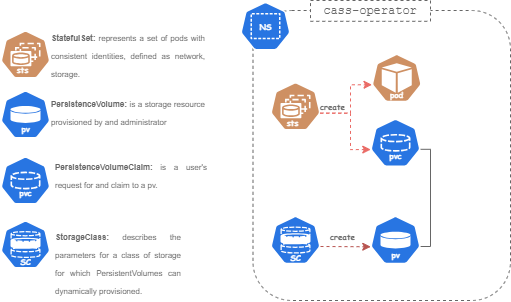 StatefulSet: represents a set of pods with
consistent identities, defined as network,
storage.
sts
PersistenceVolume: is a storage resource
provisioned by and administrator
pv
PersistenceVolumeClaim: is a user's
request for and claim to a pv.
pvc
StorageClass: describes the
parameters for a class of storage
for which PersistentVolumes can
dynamically provisioned.
SC
NS
cass-operator
sts
create
pod
pvc
SC
create
pv